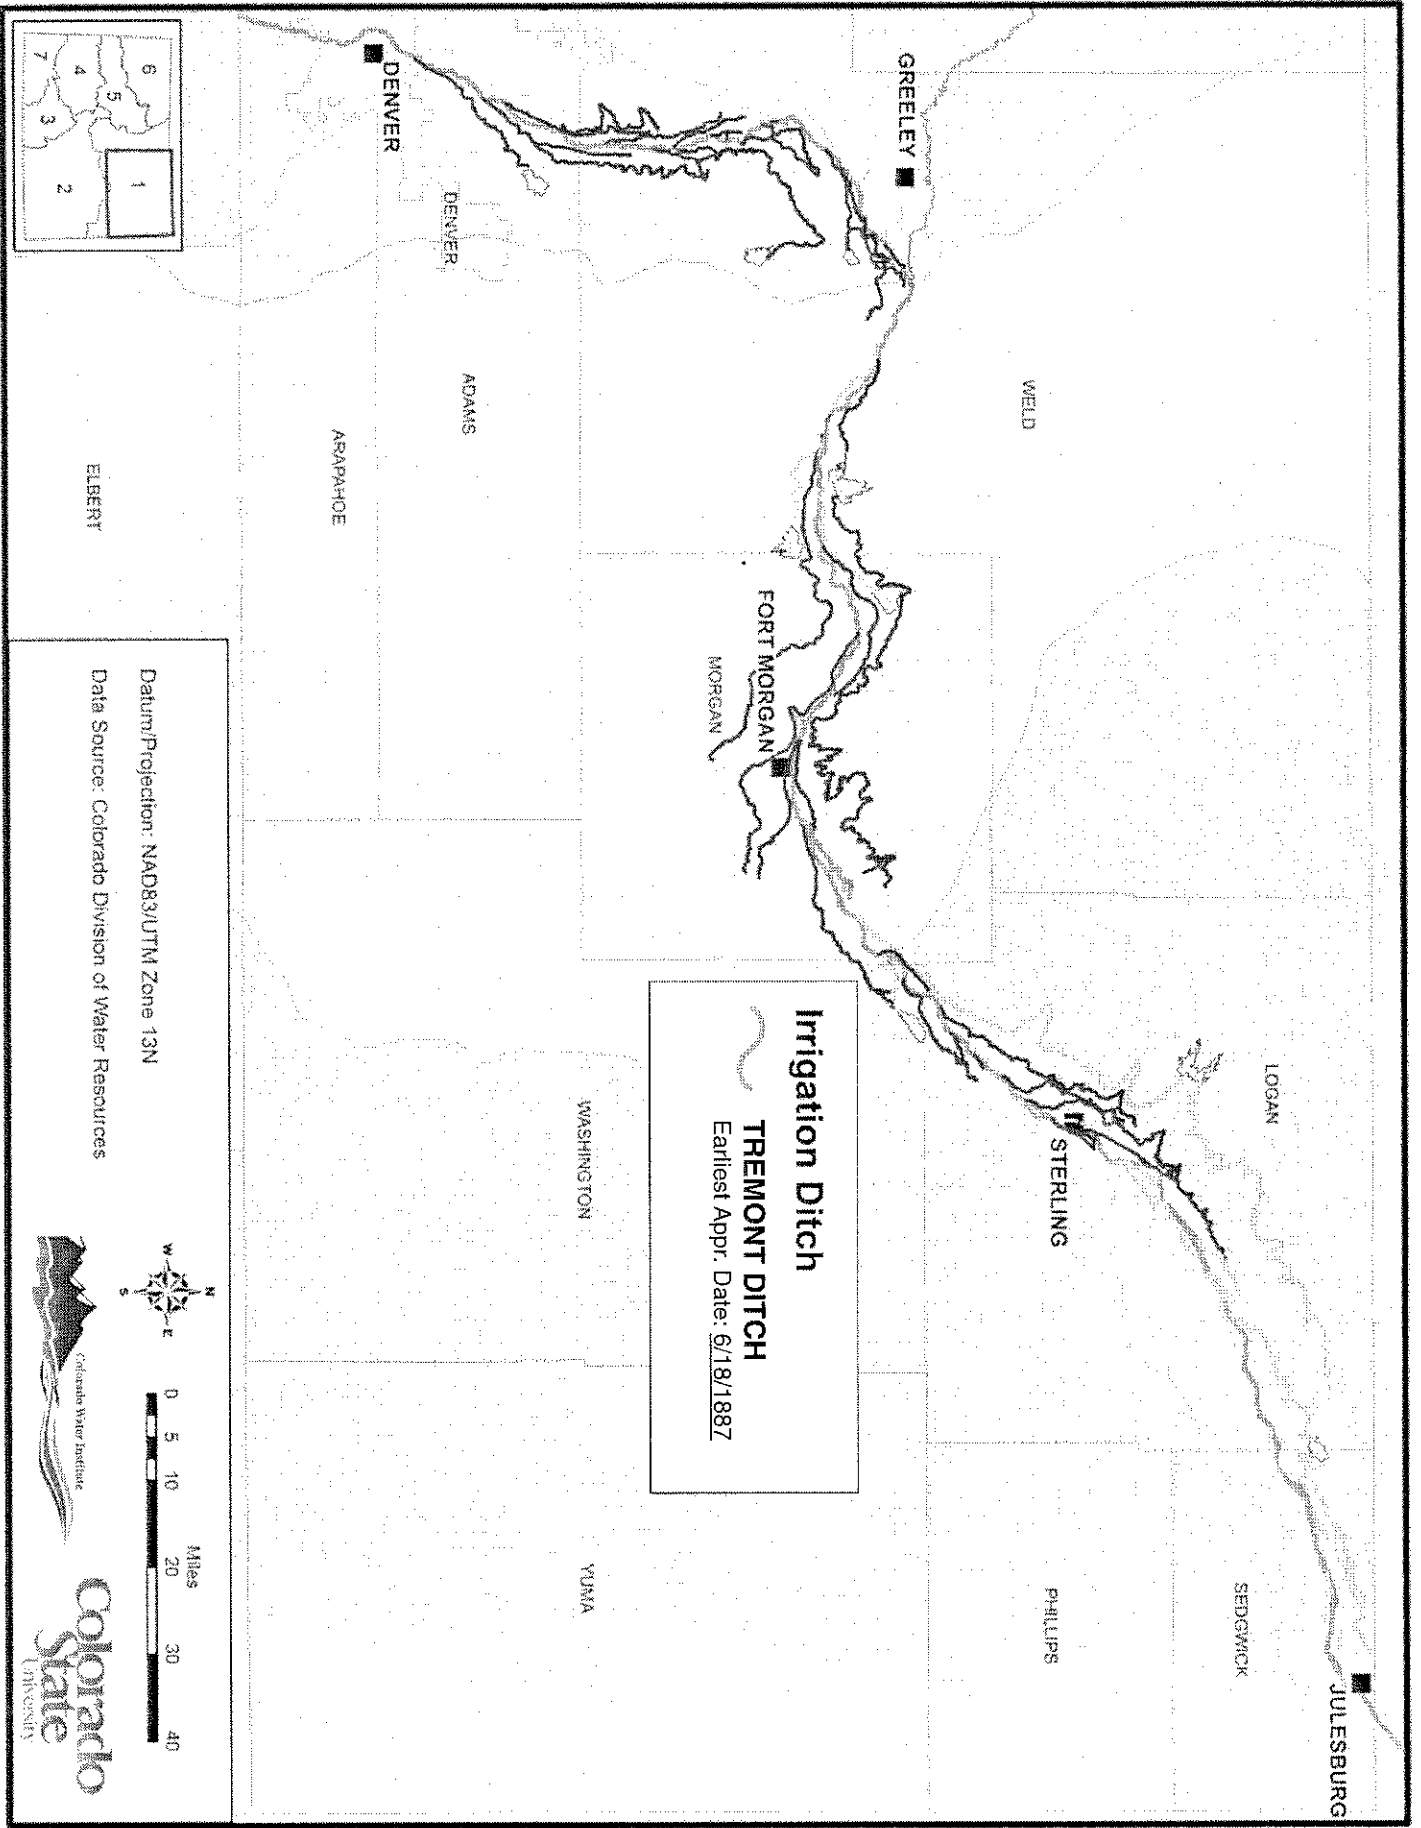 JULESBURG
SEDGWICK
LOGAN
STERLING
PHILLIPS
WELD
GREELEY
Irrigation Ditch
TREMONT DITCH
Earliest Appr. Date: 6/18/1887
FORT MORGAN
MORGAN
WASHINGTON
YUMA
ADAMS
DENVER
DENVER
ARAPAHOE
ELBERT
6
5
4
7
3
1
2
Datum/Projection: NAD83/UTM Zone 13N
Data Source: Colorado Division of Water Resources
N
W
E
S
Miles
0 5 10 20 30 40
Colorado Water Institute
Colorado
State
University